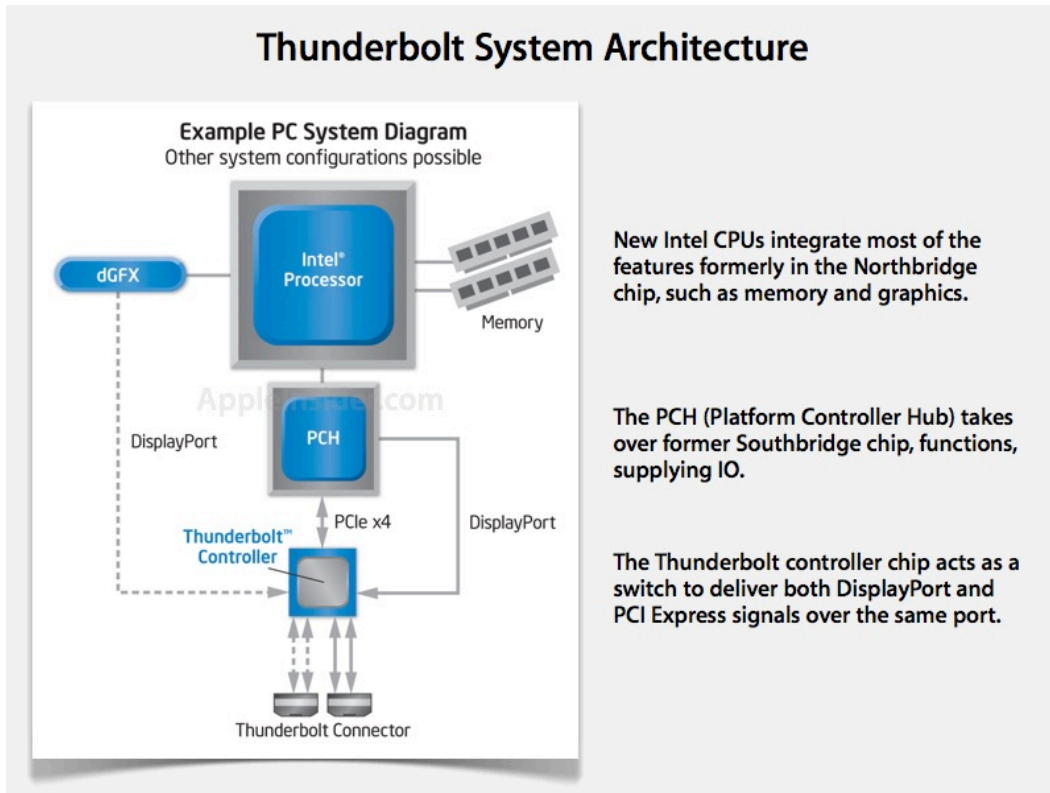 Thunderbolt System Architecture
Example PC System Diagram
Other system configurations possible
Intel®
Processor
dGFX
Memory
New Intel CPUs integrate most of the
features formerly in the Northbridge
chip, such as memory and graphics.
AppleInsider.com
PCH
DisplayPort
The PCH (Platform Controller Hub) takes
over former Southbridge chip, functions,
supplying IO.
PCIe x4
DisplayPort
Thunderbolt™
Controller
The Thunderbolt controller chip acts as a
switch to deliver both DisplayPort and
PCI Express signals over the same port.
Thunderbolt Connector